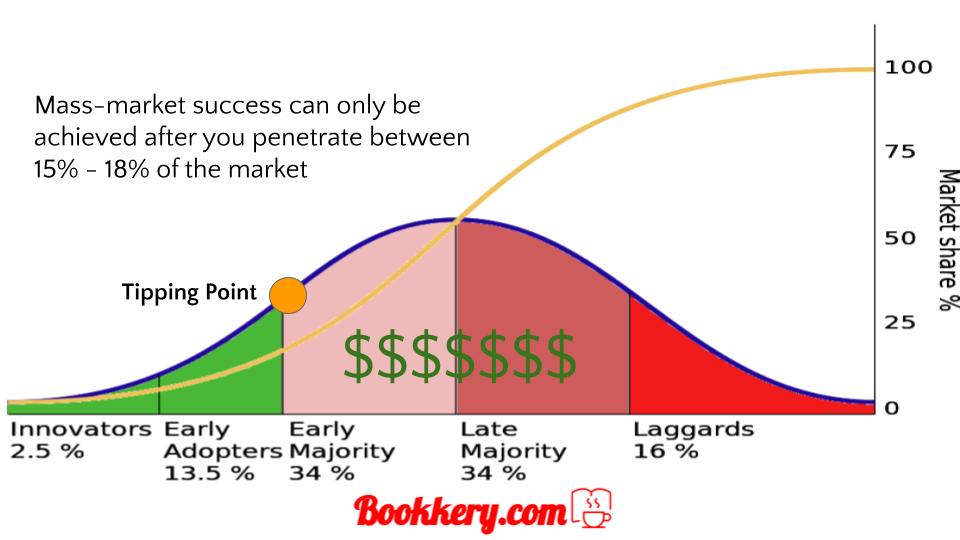 Mass-market success can only be
achieved after you penetrate between
15% - 18% of the market
Tipping Point
$$$$$$$
100
75
50
25
0
Market share %
Innovators
2.5 %
Early
Adopters
13.5 %
Early
Majority
34 %
Late
Majority
34 %
Laggards
16 %
Bookkery.com